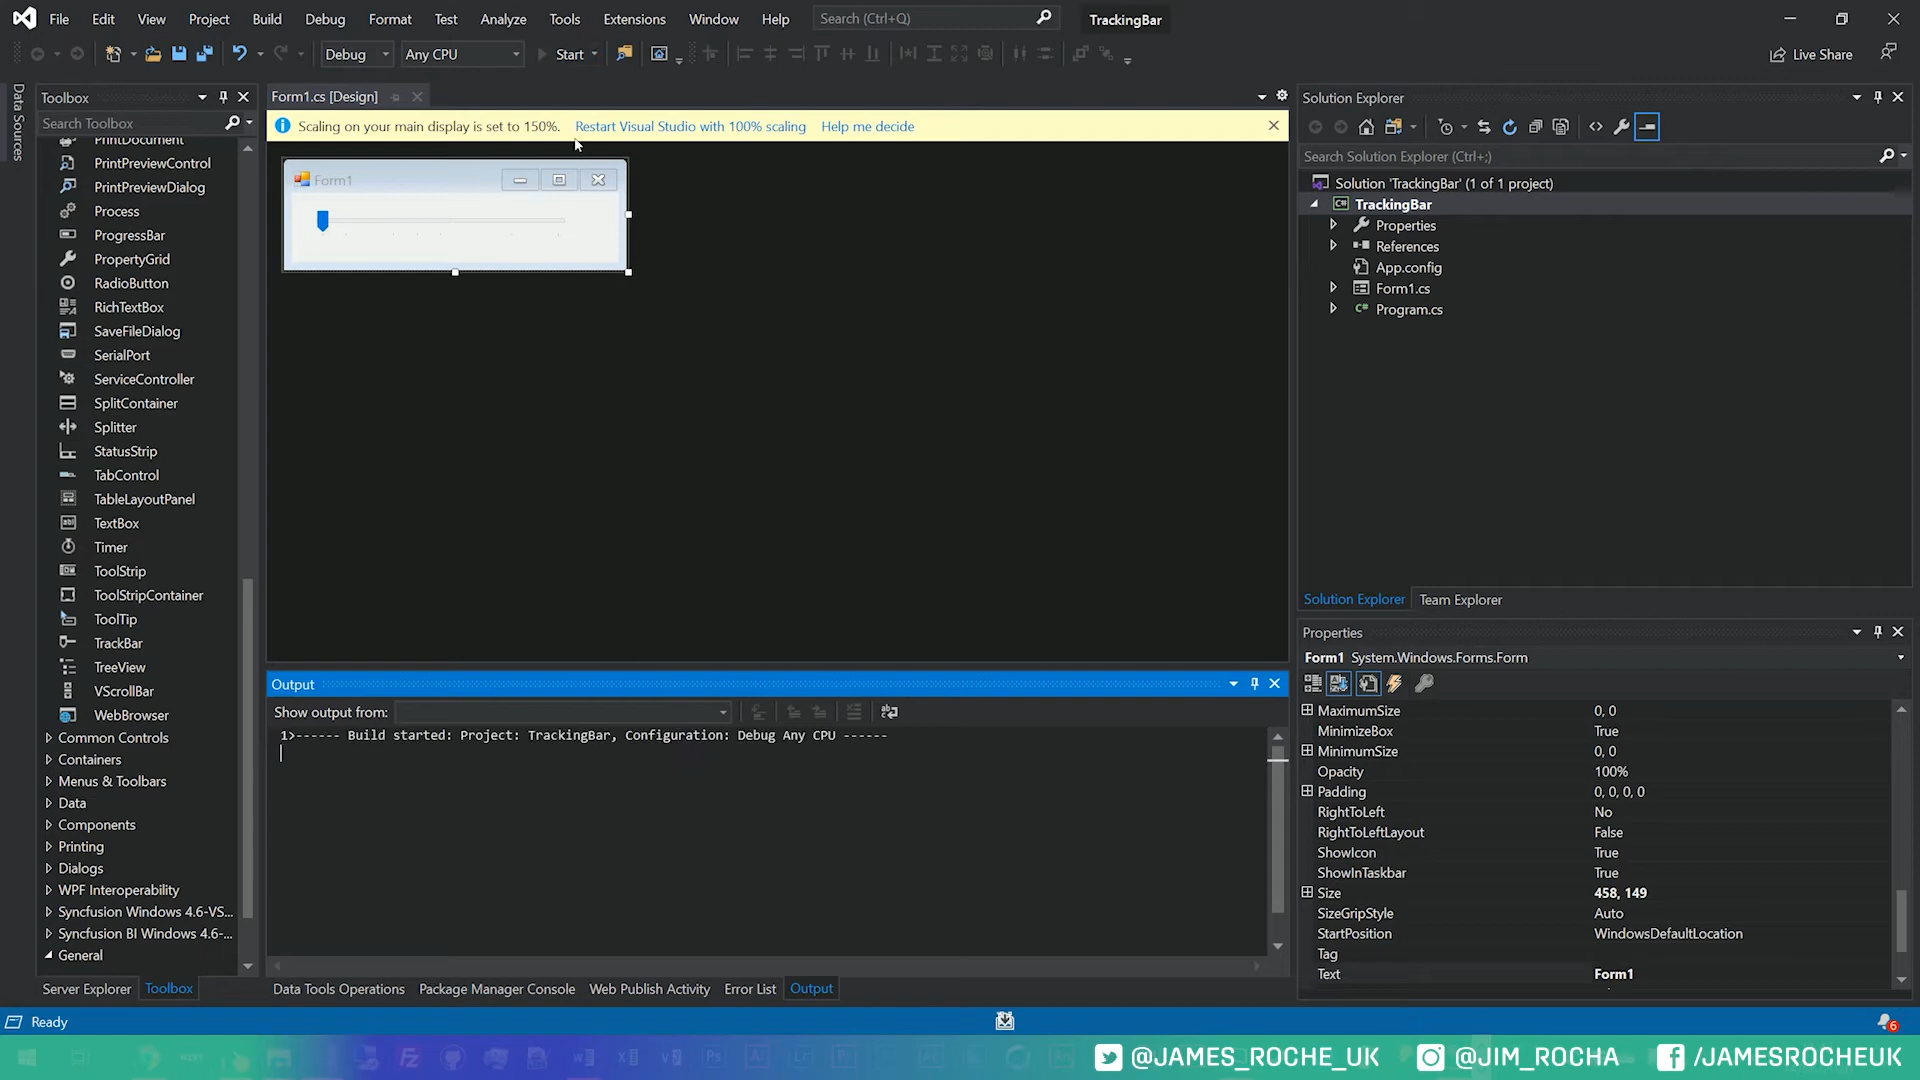 File Edit View Project Build Debug Format Test Analyze Tools Extensions Window Help Search (Ctrl+Q) TrackingBar
Debug Any CPU Start Live Share
Data Sources
Toolbox
Search Toolbox
PrintDocument
PrintPreviewControl
PrintPreviewDialog
Process
ProgressBar
PropertyGrid
RadioButton
RichTextBox
SaveFileDialog
SerialPort
ServiceController
SplitContainer
Splitter
StatusStrip
TabControl
TableLayoutPanel
TextBox
Timer
ToolStrip
ToolStripContainer
ToolTip
TrackBar
TreeView
VScrollBar
WebBrowser
Common Controls
Containers
Menus & Toolbars
Data
Components
Printing
Dialogs
WPF Interoperability
Syncfusion Windows 4.6-VS...
Syncfusion BI Windows 4.6-...
General
Server Explorer Toolbox
Form1.cs [Design]
Scaling on your main display is set to 150%. Restart Visual Studio with 100% scaling Help me decide
Form1
Output
Show output from:
1>------ Build started: Project: TrackingBar, Configuration: Debug Any CPU ------
Data Tools Operations Package Manager Console Web Publish Activity Error List Output
Solution Explorer
Search Solution Explorer (Ctrl+;)
Solution 'TrackingBar' (1 of 1 project)
TrackingBar
Properties
References
App.config
Form1.cs
Program.cs
Solution Explorer Team Explorer
Properties
Form1 System.Windows.Forms.Form
MaximumSize 0, 0
MinimizeBox True
MinimumSize 0, 0
Opacity 100%
Padding 0, 0, 0, 0
RightToLeft No
RightToLeftLayout False
ShowIcon True
ShowInTaskbar True
Size 458, 149
SizeGripStyle Auto
StartPosition WindowsDefaultLocation
Tag
Text Form1
Ready 6
@JAMES_ROCHE_UK @JIM_ROCHA /JAMESROCHEUK